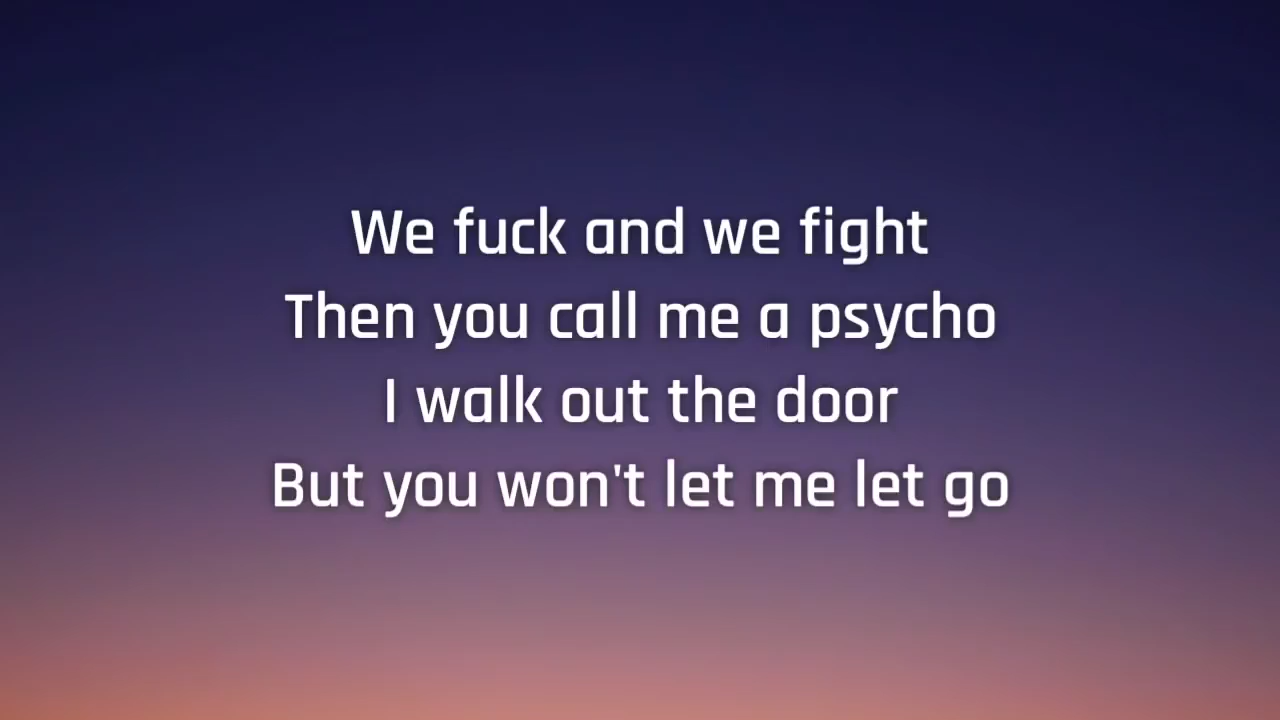 We fuck and we fight
Then you call me a psycho
I walk out the door
But you won't let me let go